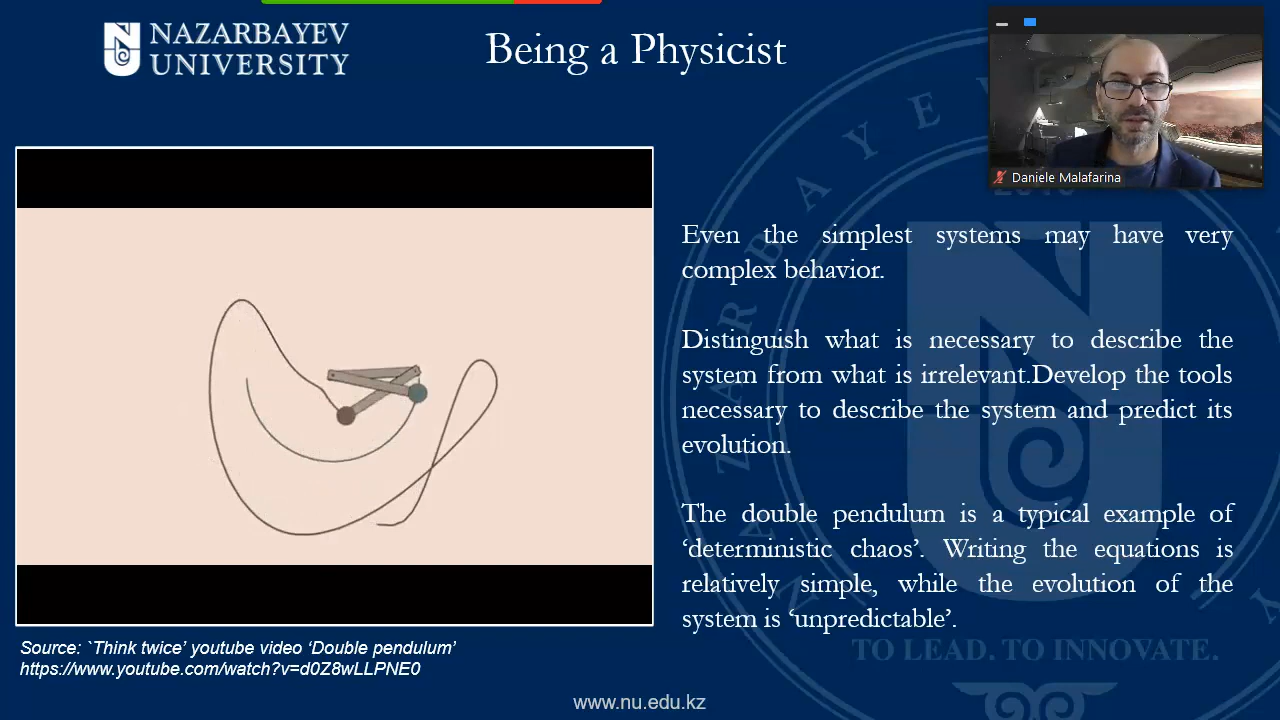 NAZARBAYEV
UNIVERSITY
Being a Physicist
Daniele Malafarina
Even the simplest systems may have very
complex behavior.
Distinguish what is necessary to describe the
system from what is irrelevant.Develop the tools
necessary to describe the system and predict its
evolution.
The double pendulum is a typical example of
‘deterministic chaos’. Writing the equations is
relatively simple, while the evolution of the
system is ‘unpredictable’.
TO LEAD. TO INNOVATE.
Source: `Think twice’ youtube video ‘Double pendulum’
https://www.youtube.com/watch?v=d0Z8wLLPNE0
www.nu.edu.kz